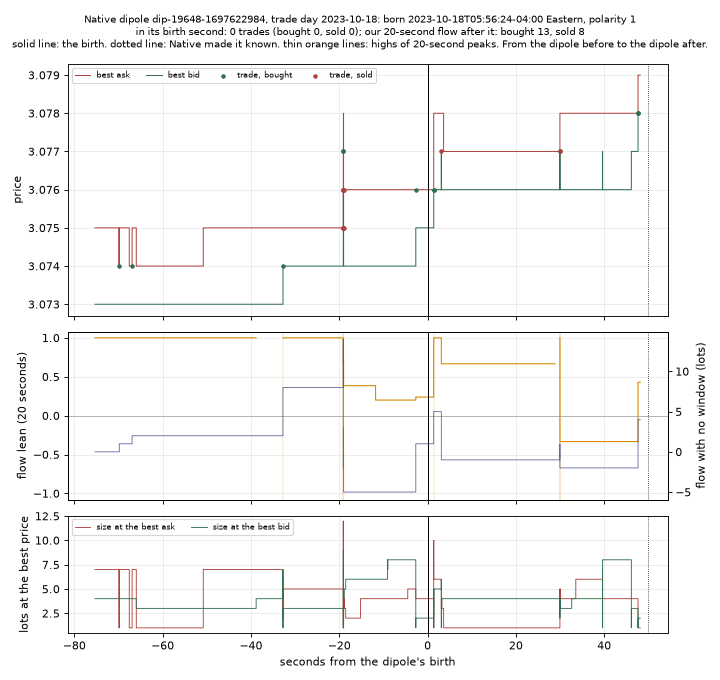 Native dipole dip-19648-1697622984, trade day 2023-10-18: born 2023-10-18T05:56:24-04:00 Eastern, polarity 1
in its birth second: 0 trades (bought 0, sold 0); our 20-second flow after it: bought 13, sold 8
solid line: the birth. dotted line: Native made it known. thin orange lines: highs of 20-second peaks. From the dipole before to the dipole after.
best ask best bid trade, bought trade, sold
3.079
3.078
3.077
3.076
3.075
3.074
3.073
price
1.0
0.5
0.0
−0.5
−1.0
flow lean (20 seconds)
10
5
0
−5
flow with no window (lots)
size at the best ask size at the best bid
12.5
10.0
7.5
5.0
2.5
lots at the best price
−80 −60 −40 −20 0 20 40
seconds from the dipole's birth